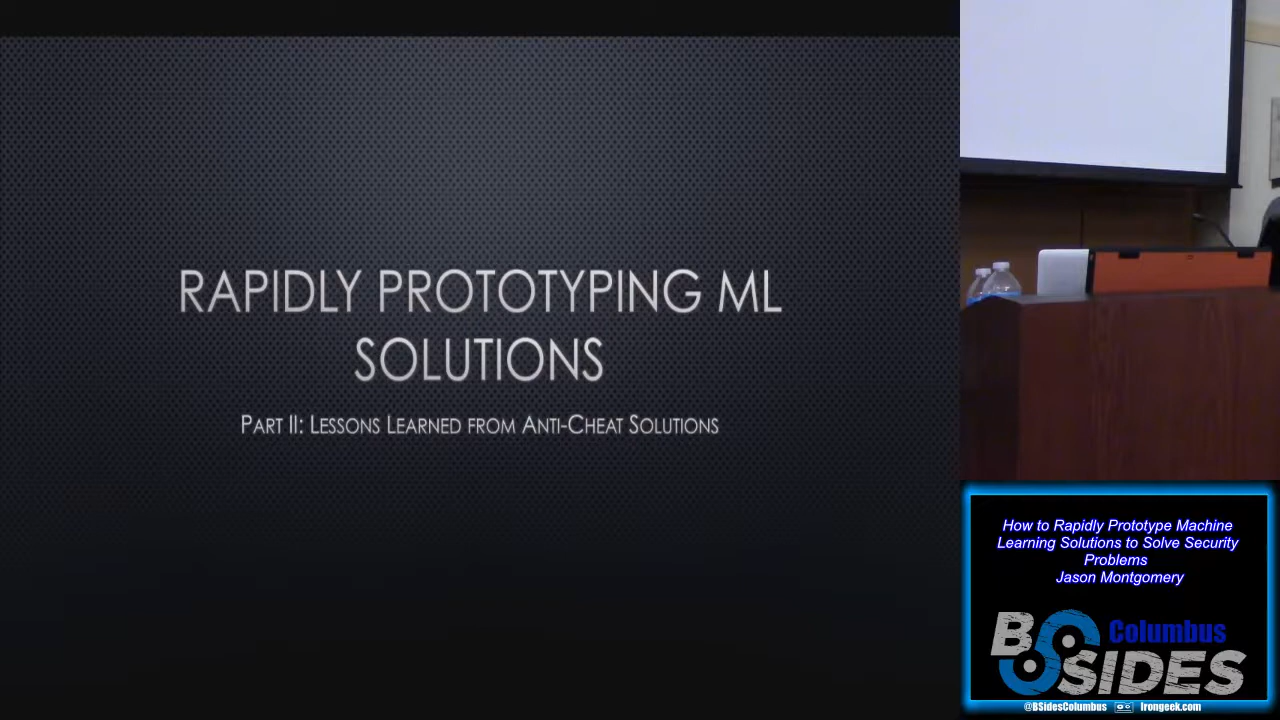 RAPIDLY PROTOTYPING ML
SOLUTIONS
PART II: LESSONS LEARNED FROM ANTI-CHEAT SOLUTIONS
How to Rapidly Prototype Machine
Learning Solutions to Solve Security
Problems
Jason Montgomery
BSIDES
Columbus
@BSidesColumbus Irongeek.com